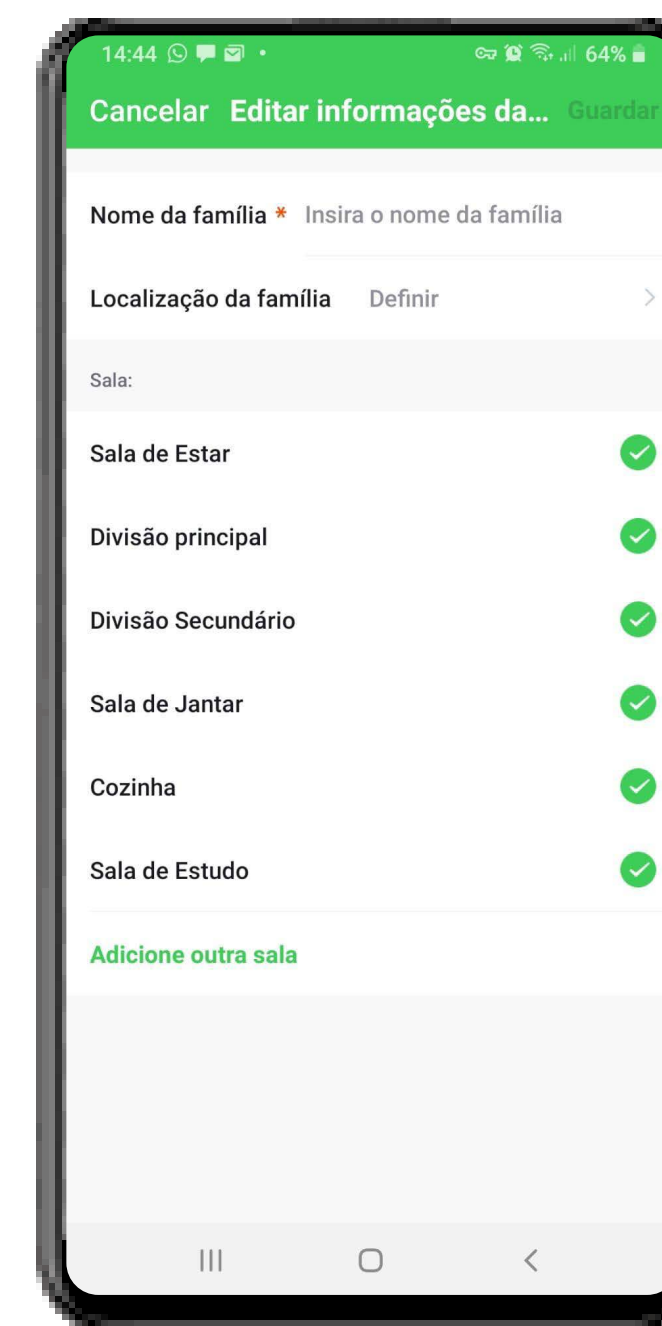 14:44 64%
Cancelar Editar informações da... Guardar
Nome da família * Insira o nome da família
Localização da família Definir
Sala:
Sala de Estar
Divisão principal
Divisão Secundário
Sala de Jantar
Cozinha
Sala de Estudo
Adicione outra sala